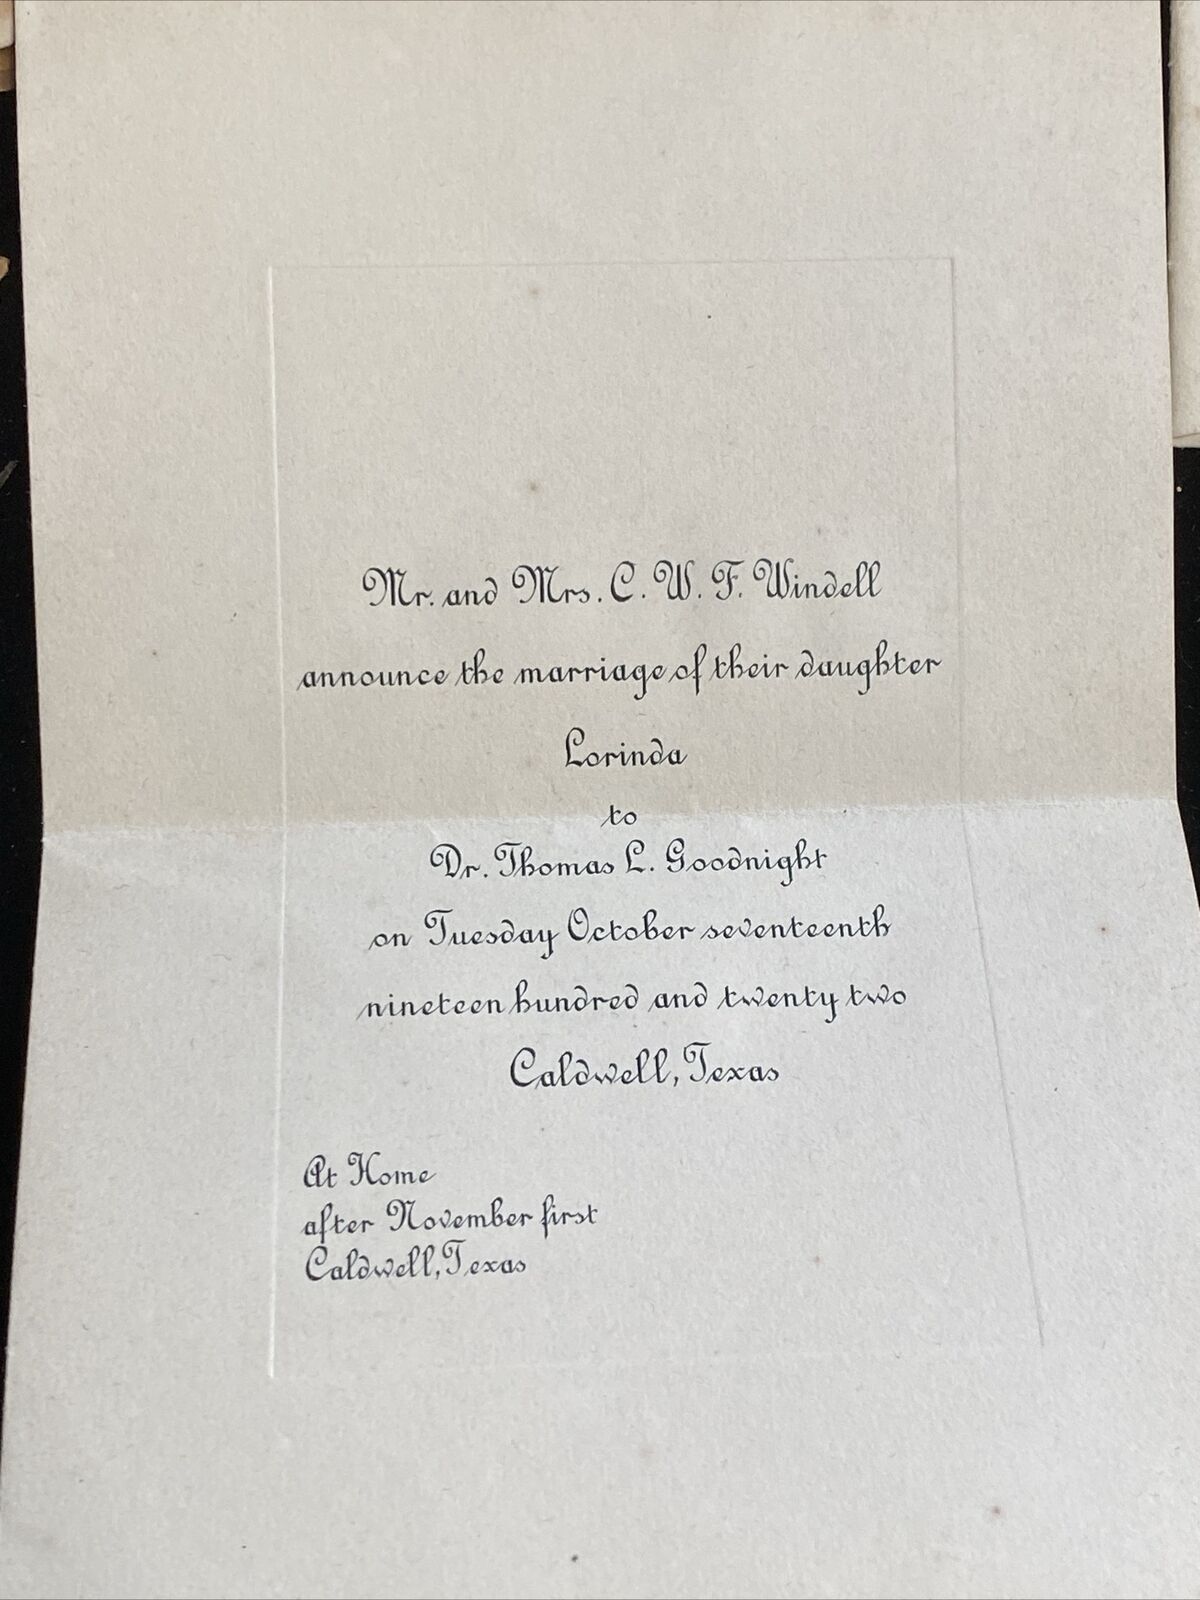 Mr. and Mrs. C. W. F. Windell
announce the marriage of their daughter
Lorinda
to
Dr. Thomas L. Goodnight
on Tuesday October seventeenth
nineteen hundred and twenty two
Caldwell, Texas
At Home
after November first
Caldwell, Texas